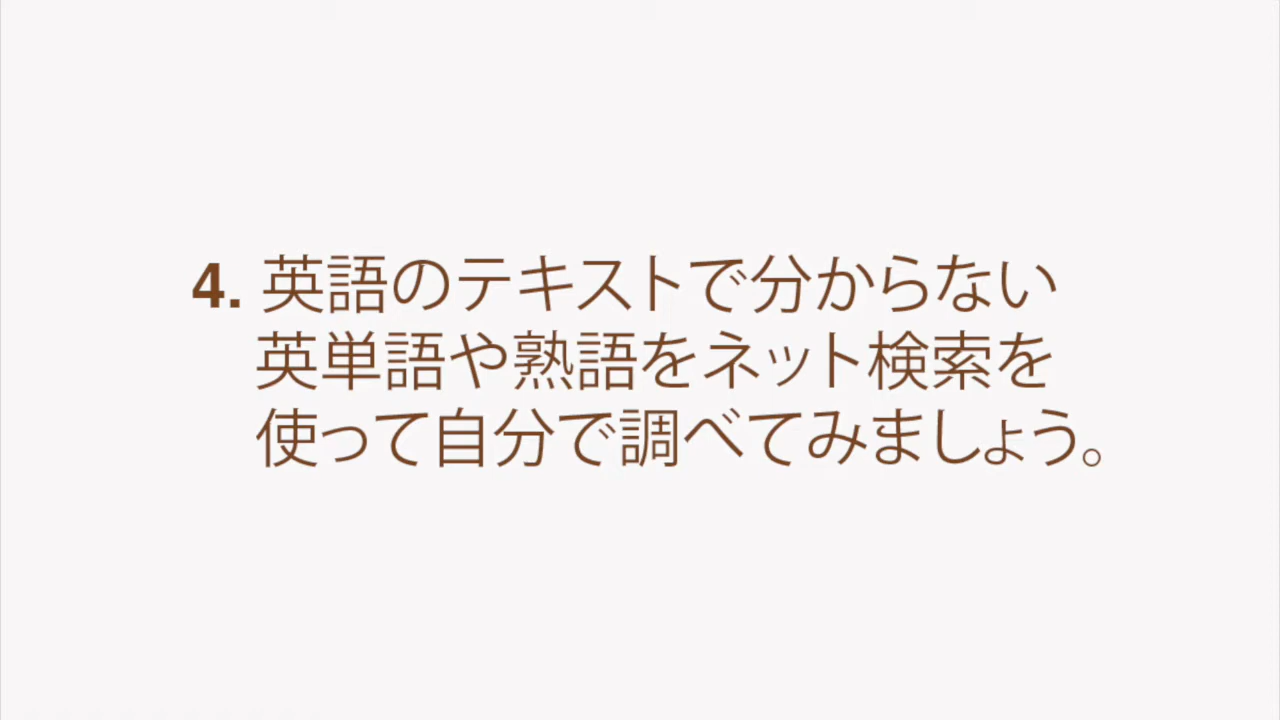 4. 英語のテキストで分からない
英単語や熟語をネット検索を
使って自分で調べてみましょう。